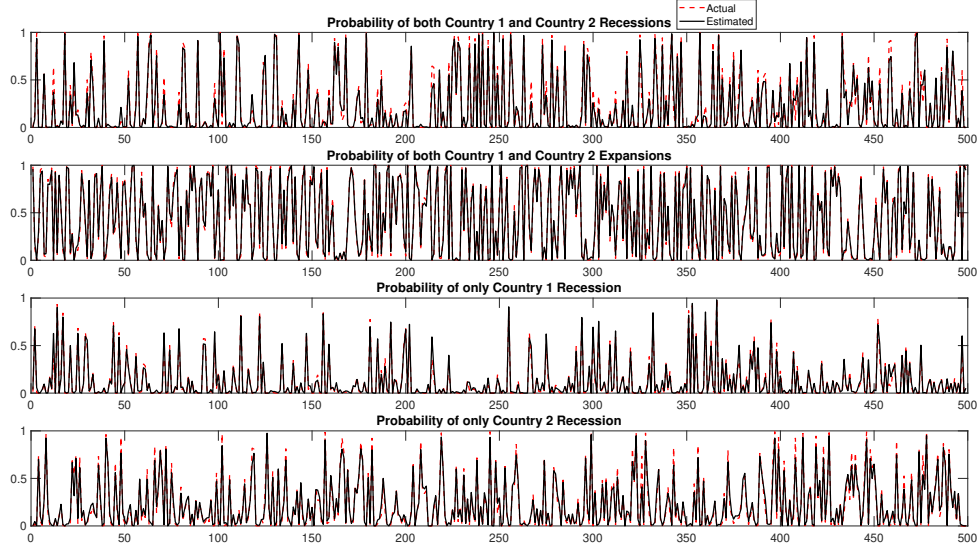 Actual
Estimated
Probability of both Country 1 and Country 2 Recessions
1
0.5
0
0 50 100 150 200 250 300 350 400 450 500
Probability of both Country 1 and Country 2 Expansions
1
0.5
0
0 50 100 150 200 250 300 350 400 450 500
Probability of only Country 1 Recession
1
0.5
0
0 50 100 150 200 250 300 350 400 450 500
Probability of only Country 2 Recession
1
0.5
0
0 50 100 150 200 250 300 350 400 450 500